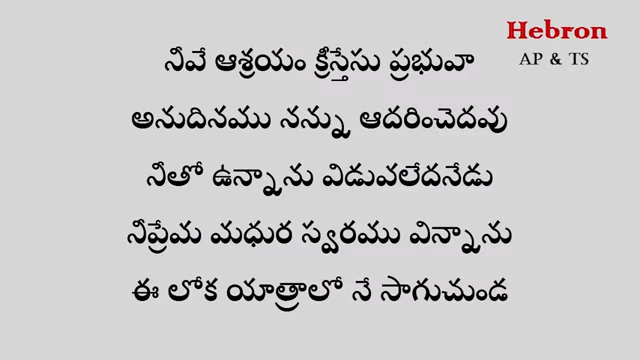 Hebron
AP & TS
నీవే ఆశ్రయం క్రీస్తేసు ప్రభువా
అనుదినము నన్ను ఆదరించెదవు
నీతో ఉన్నాను విడువలేదనేడు
నీప్రేమ మధుర స్వరము విన్నాను
ఈ లోక యాత్రాలో నే సాగుచుండ